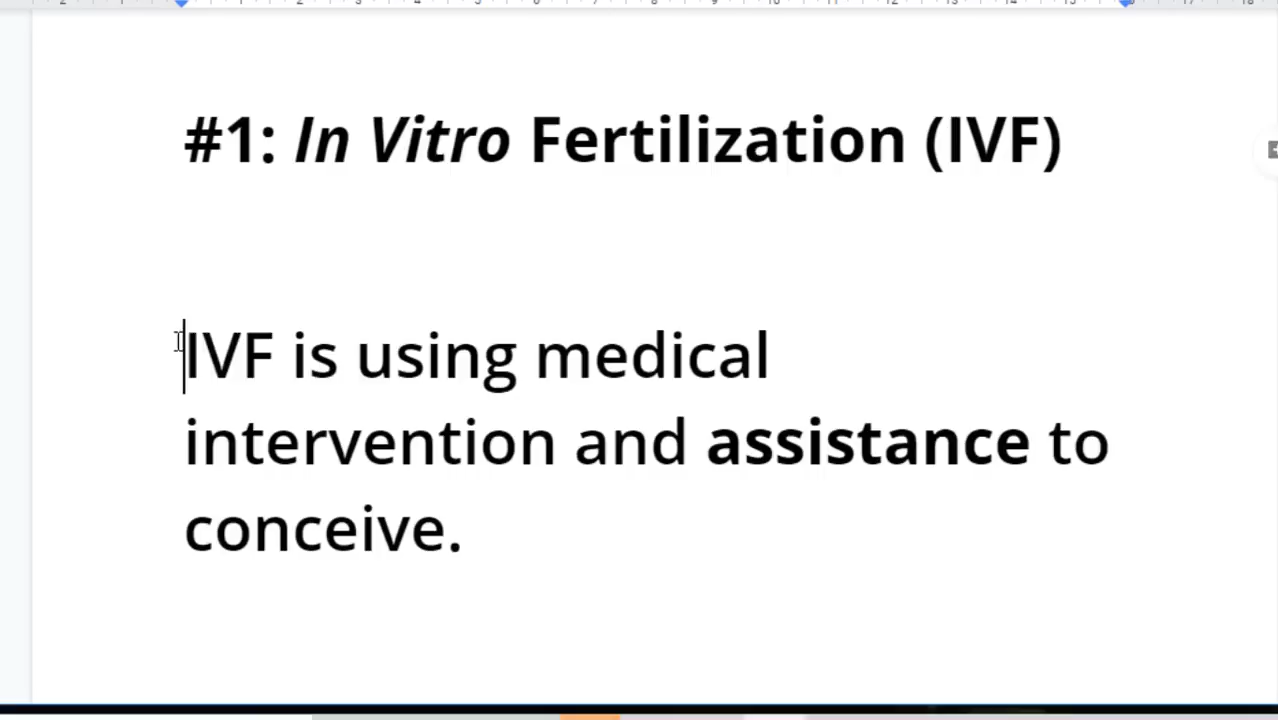 #1: In Vitro Fertilization (IVF)
IVF is using medical
intervention and assistance to
conceive.